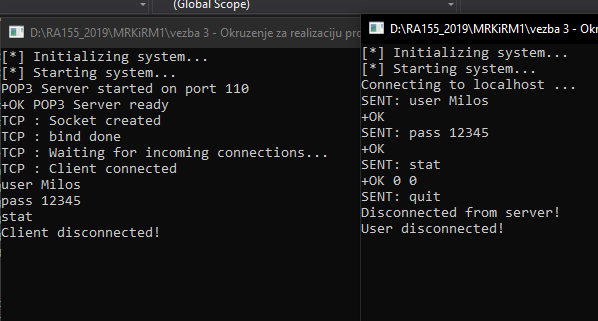 (Global Scope)
D:\RA155_2019\MRKiRM1\vezba 3 - Okruzenje za realizaciju pro
[*] Initializing system...
[*] Starting system...
POP3 Server started on port 110
+OK POP3 Server ready
TCP : Socket created
TCP : bind done
TCP : Waiting for incoming connections...
TCP : Client connected
user Milos
pass 12345
stat
Client disconnected!
D:\RA155_2019\MRKiRM1\vezba 3 - Okru
[*] Initializing system...
[*] Starting system...
Connecting to localhost ...
SENT: user Milos
+OK
SENT: pass 12345
+OK
SENT: stat
+OK 0 0
SENT: quit
Disconnected from server!
User disconnected!